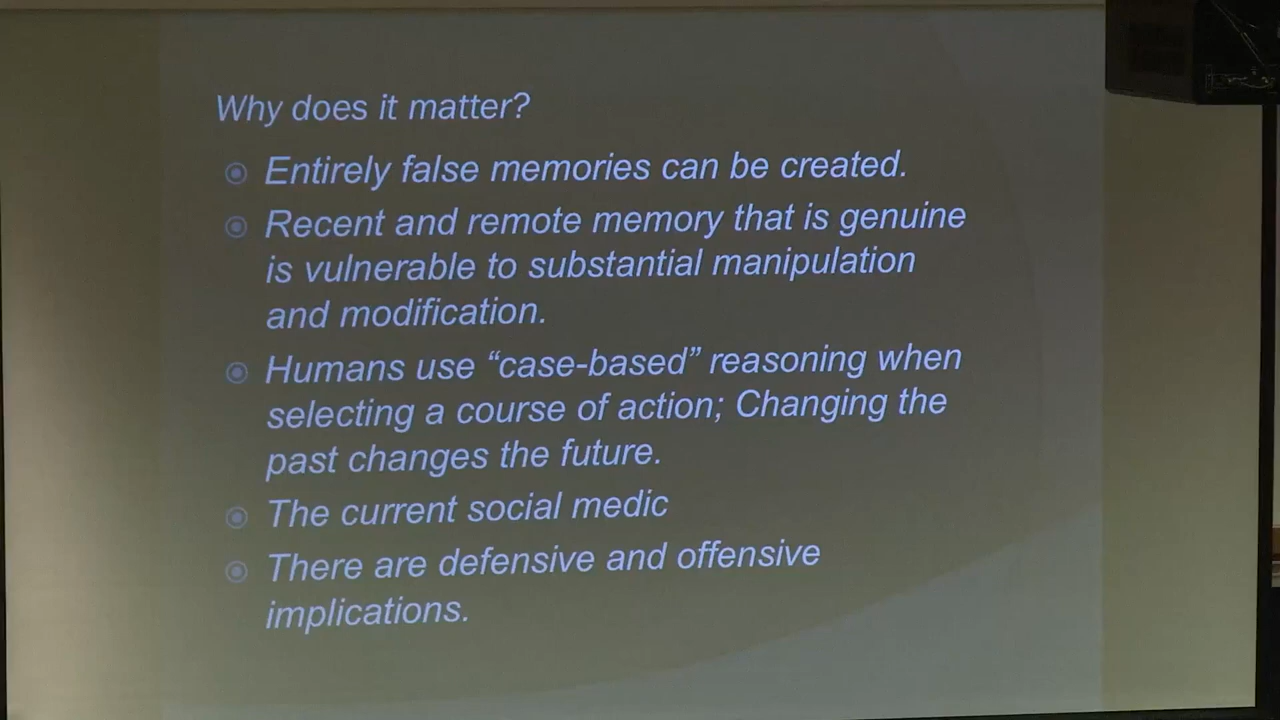 Why does it matter?
Entirely false memories can be created.
Recent and remote memory that is genuine
is vulnerable to substantial manipulation
and modification.
Humans use “case-based” reasoning when
selecting a course of action; Changing the
past changes the future.
The current social medic
There are defensive and offensive
implications.